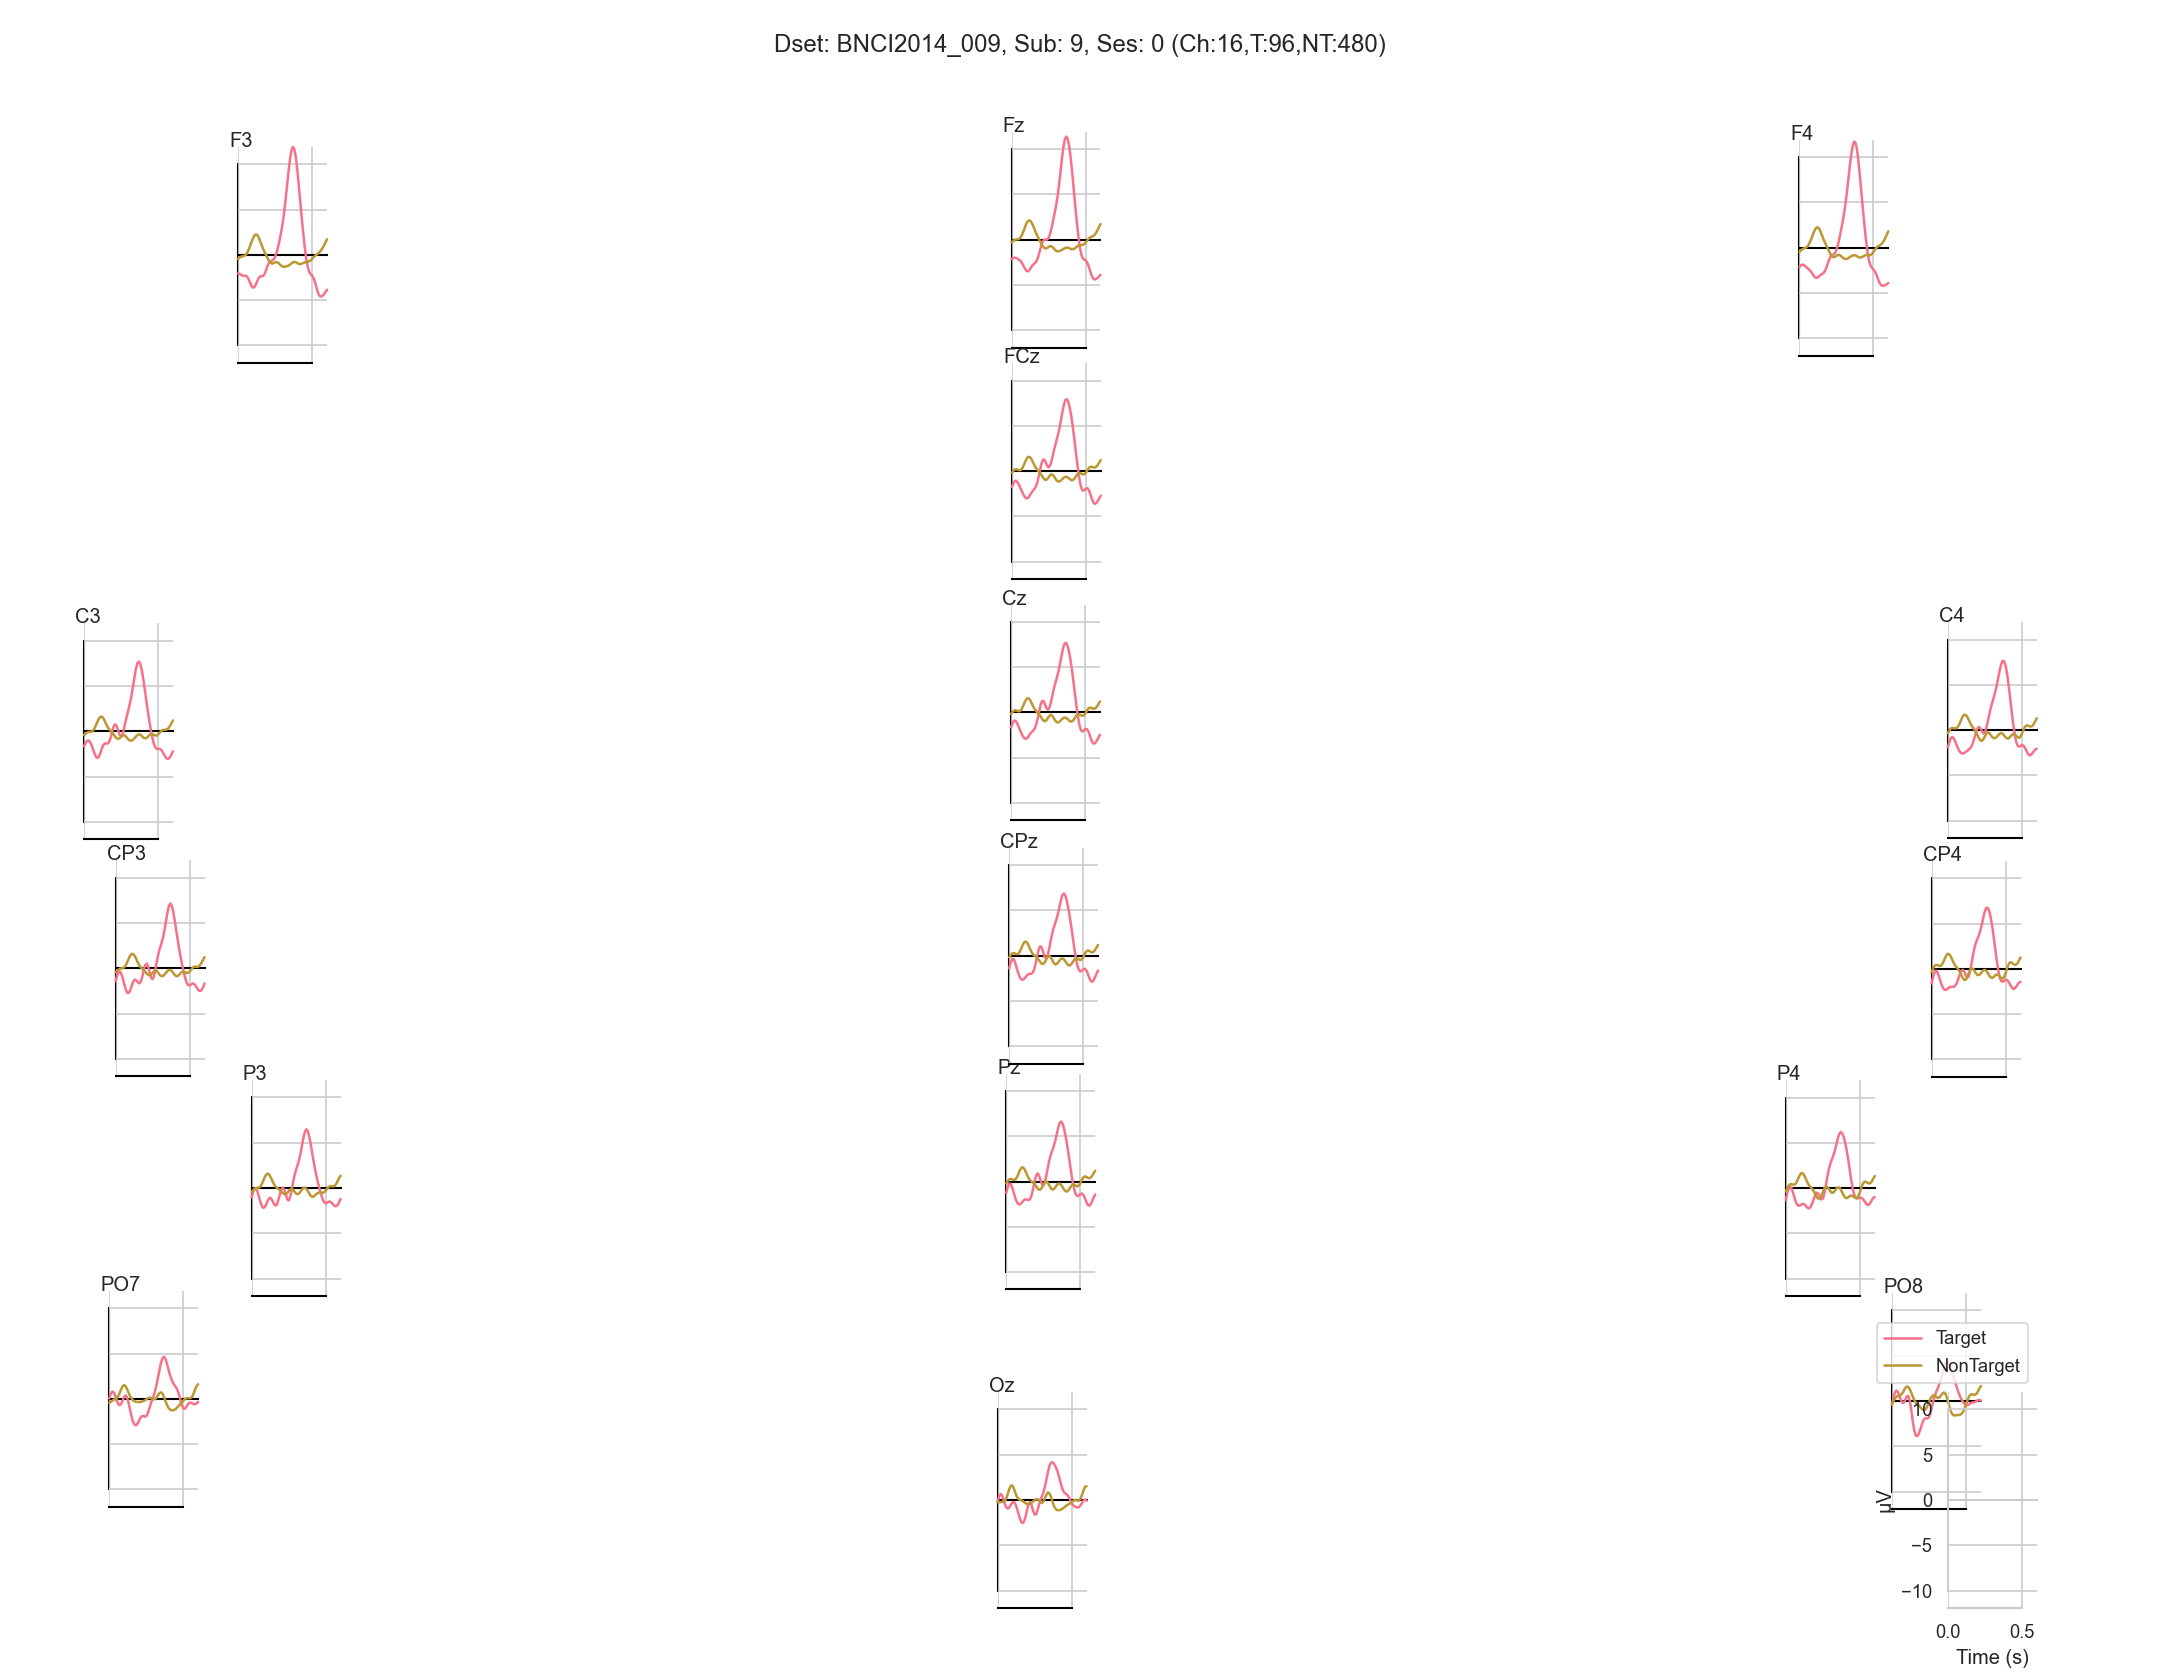 Dset: BNCI2014_009, Sub: 9, Ses: 0 (Ch:16,T:96,NT:480)
F3
Fz
F4
FCz
C3
Cz
C4
CP3
CPz
CP4
P3
Pz
P4
PO7
PO8
Target
NonTarget
Oz
10
5
0
−5
−10
µV
0.0 0.5
Time (s)